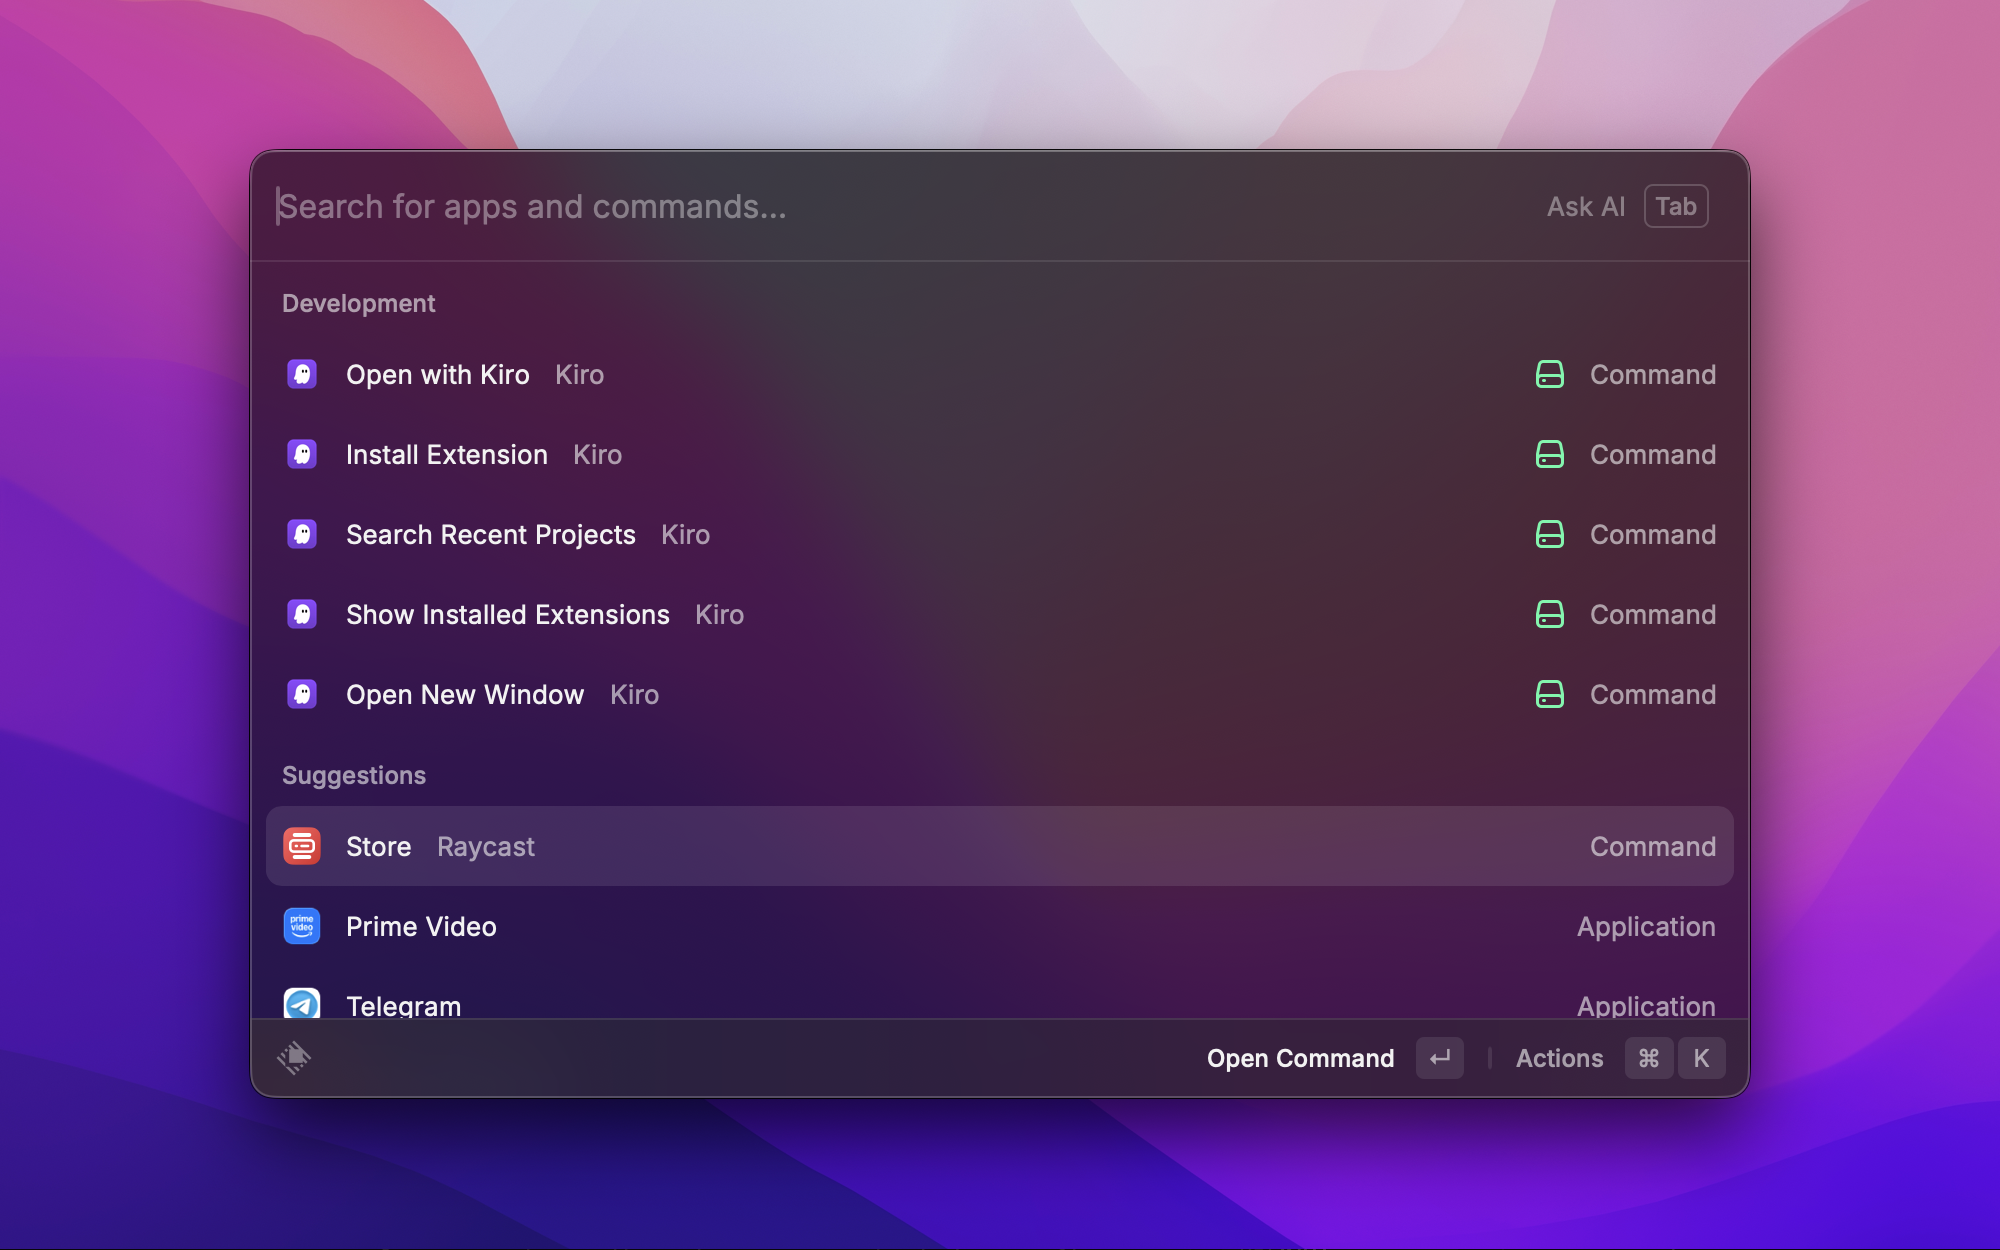 Search for apps and commands...
Ask AI Tab
Development
Open with Kiro Kiro Command
Install Extension Kiro Command
Search Recent Projects Kiro Command
Show Installed Extensions Kiro Command
Open New Window Kiro Command
Suggestions
Store Raycast Command
prime video
Prime Video Application
Telegram Application
Open Command ↵ Actions ⌘ K